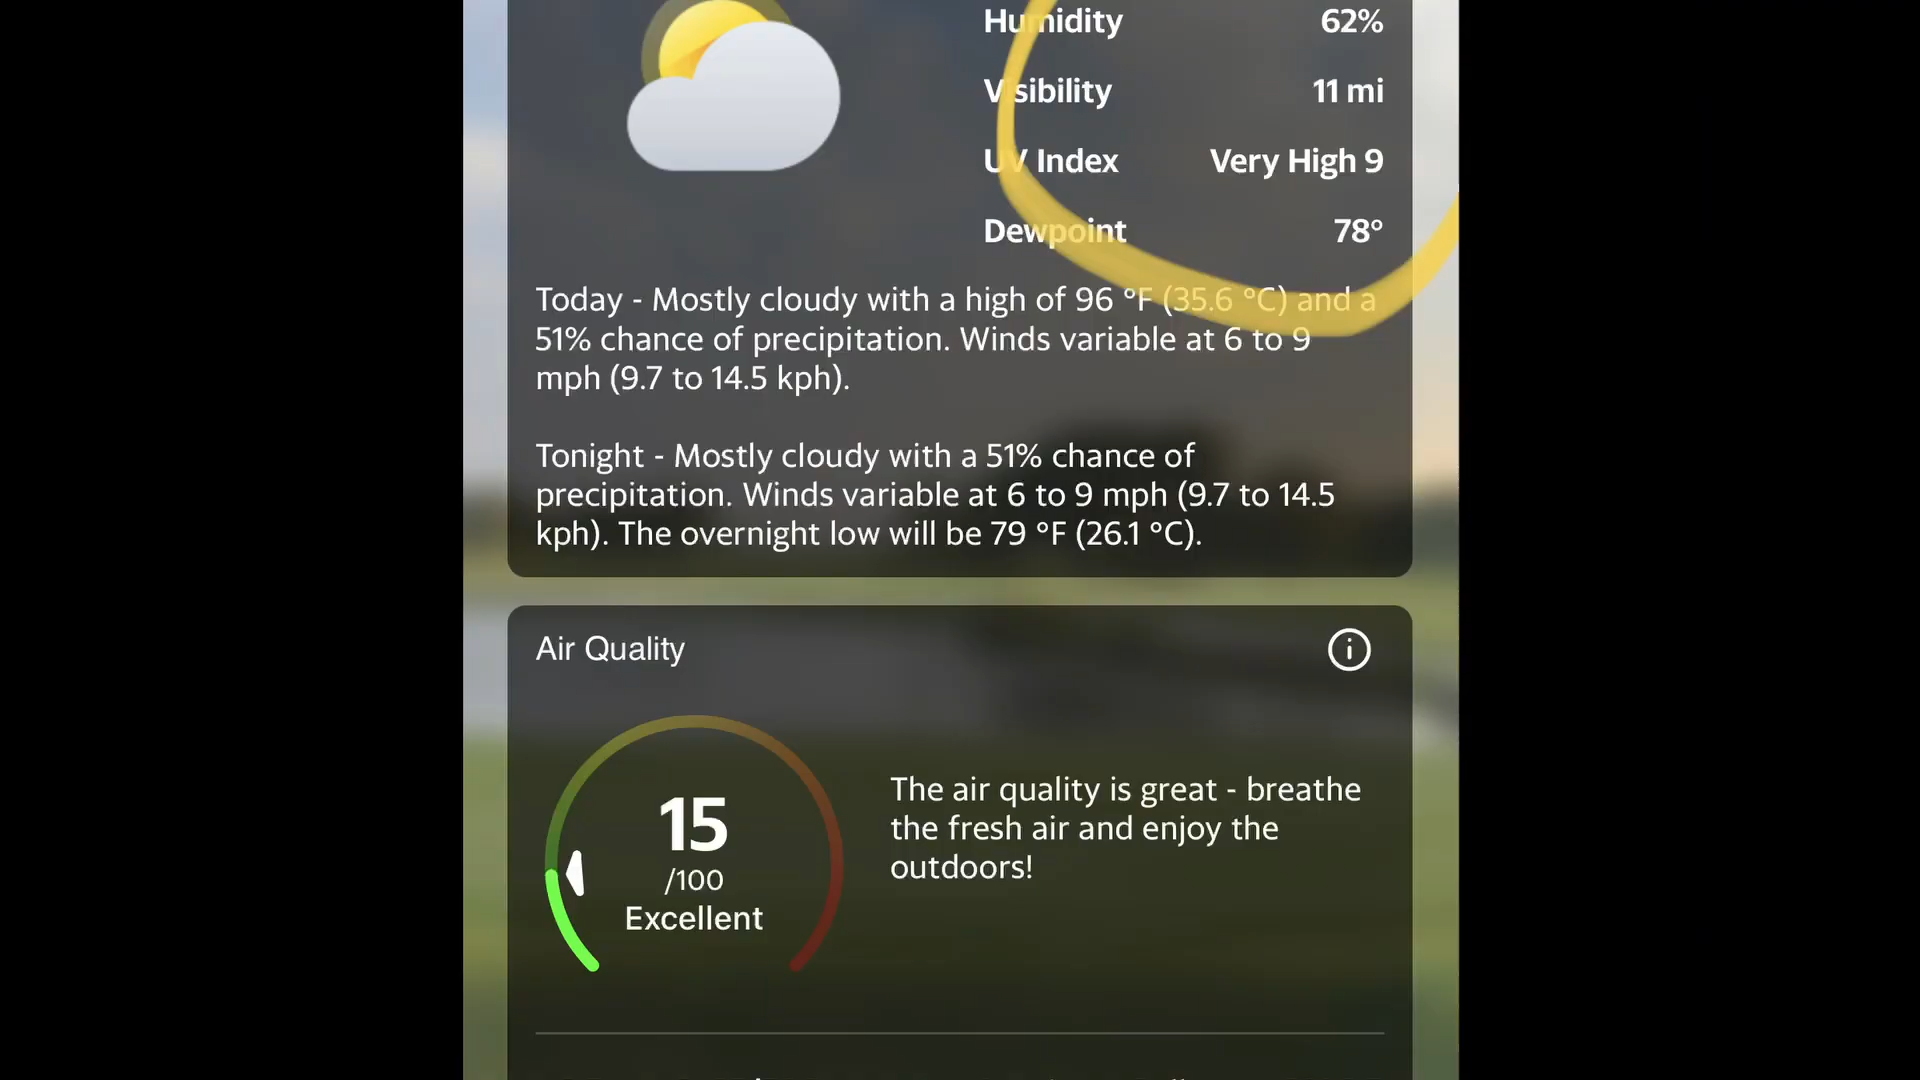 Humidity 62%
Visibility 11 mi
UV Index Very High 9
Dewpoint 78°
Today - Mostly cloudy with a high of 96 °F (35.6 °C) and a
51% chance of precipitation. Winds variable at 6 to 9
mph (9.7 to 14.5 kph).
Tonight - Mostly cloudy with a 51% chance of
precipitation. Winds variable at 6 to 9 mph (9.7 to 14.5
kph). The overnight low will be 79 °F (26.1 °C).
Air Quality
15
/100
Excellent
The air quality is great - breathe
the fresh air and enjoy the
outdoors!